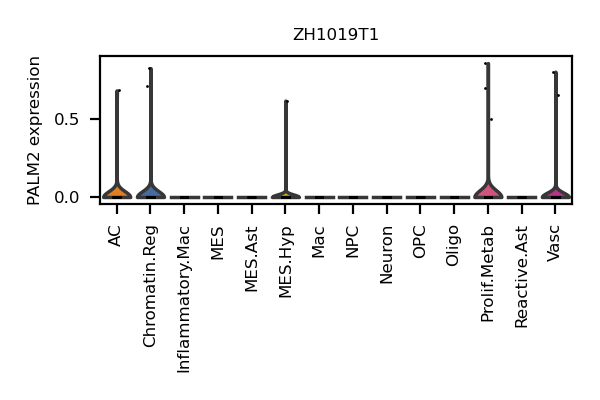 ZH1019T1
PALM2 expression
0.5
0.0
AC
Chromatin.Reg
Inflammatory.Mac
MES
MES.Ast
MES.Hyp
Mac
NPC
Neuron
OPC
Oligo
Prolif.Metab
Reactive.Ast
Vasc